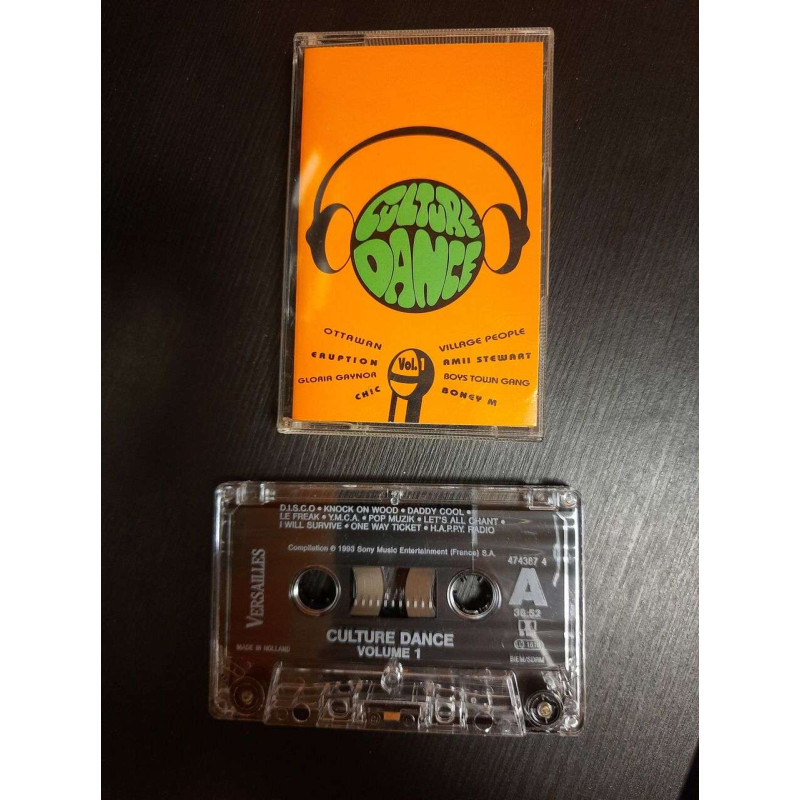 CULTURE
DANCE
OTTAWAN
VILLAGE PEOPLE
ERUPTION
Vol. 1
AMII STEWART
GLORIA GAYNOR
BOYS TOWN GANG
CHIC
BONEY M
D.I.S.C.O • KNOCK ON WOOD • DADDY COOL •
LE FREAK • Y.M.C.A. • POP MUZIK • LET'S ALL CHANT •
I WILL SURVIVE • ONE WAY TICKET • H.A.P.P.Y. RADIO
Compilation ℗ 1993 Sony Music Entertainment (France) S.A.
474387 4
VERSAILLES
A
38:52
CULTURE DANCE
VOLUME 1
MADE IN HOLLAND
BIEM/SDRM